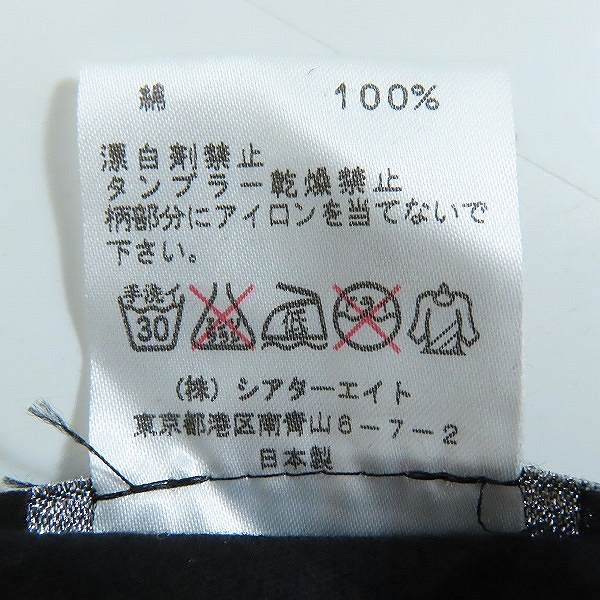 綿 100%
漂白剤禁止
タンブラー乾燥禁止
柄部分にアイロンを当てないで
下さい。
手洗イ
30
低
(株)シアターエイト
東京都港区南青山6-7-2
日本製